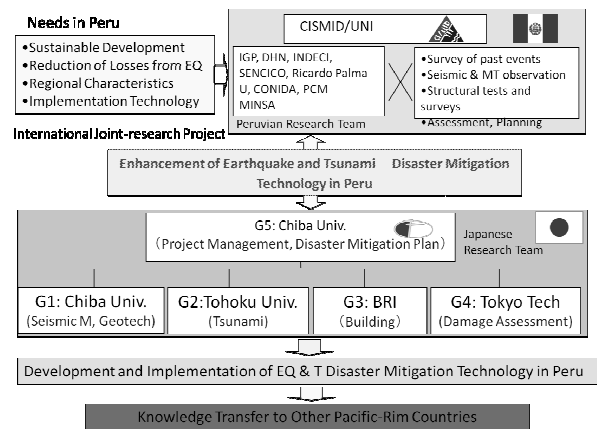 Needs in Peru
•Sustainable Development
•Reduction of Losses from EQ
•Regional Characteristics
•Implementation Technology
CISMID/UNI
IGP, DHN, INDECI,
SENCICO, Ricardo Palma
U, CONIDA, PCM
MINSA
•Survey of past events
•Seismic & MT observation
•Structural tests and
surveys
•Assessment, Planning
Peruvian Research Team
International Joint-research Project
Enhancement of Earthquake and Tsunami Disaster Mitigation
Technology in Peru
G5: Chiba Univ.
(Project Management, Disaster Mitigation Plan)
Japanese
Research Team
G1: Chiba Univ.
(Seismic M, Geotech)
G2:Tohoku Univ.
(Tsunami)
G3: BRI
(Building)
G4: Tokyo Tech
(Damage Assessment)
Development and Implementation of EQ & T Disaster Mitigation Technology in Peru
Knowledge Transfer to Other Pacific-Rim Countries